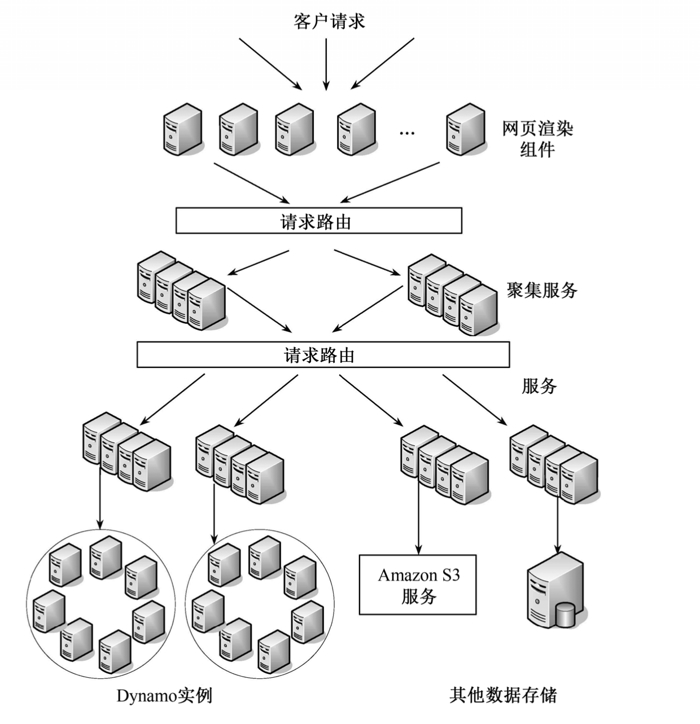 客户请求
...
网页渲染
组件
请求路由
聚集服务
请求路由
服务
Amazon S3
服务
Dynamo实例
其他数据存储